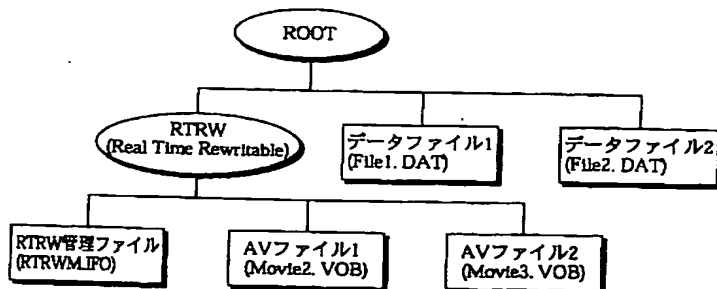 ROOT
RTRW
(Real Time Rewritable)
データファイル1
(File1. DAT)
データファイル2
(File2. DAT)
RTRW管理ファイル
(RTRWM.IFO)
AVファイル1
(Movie2. VOB)
AVファイル2
(Movie3. VOB)